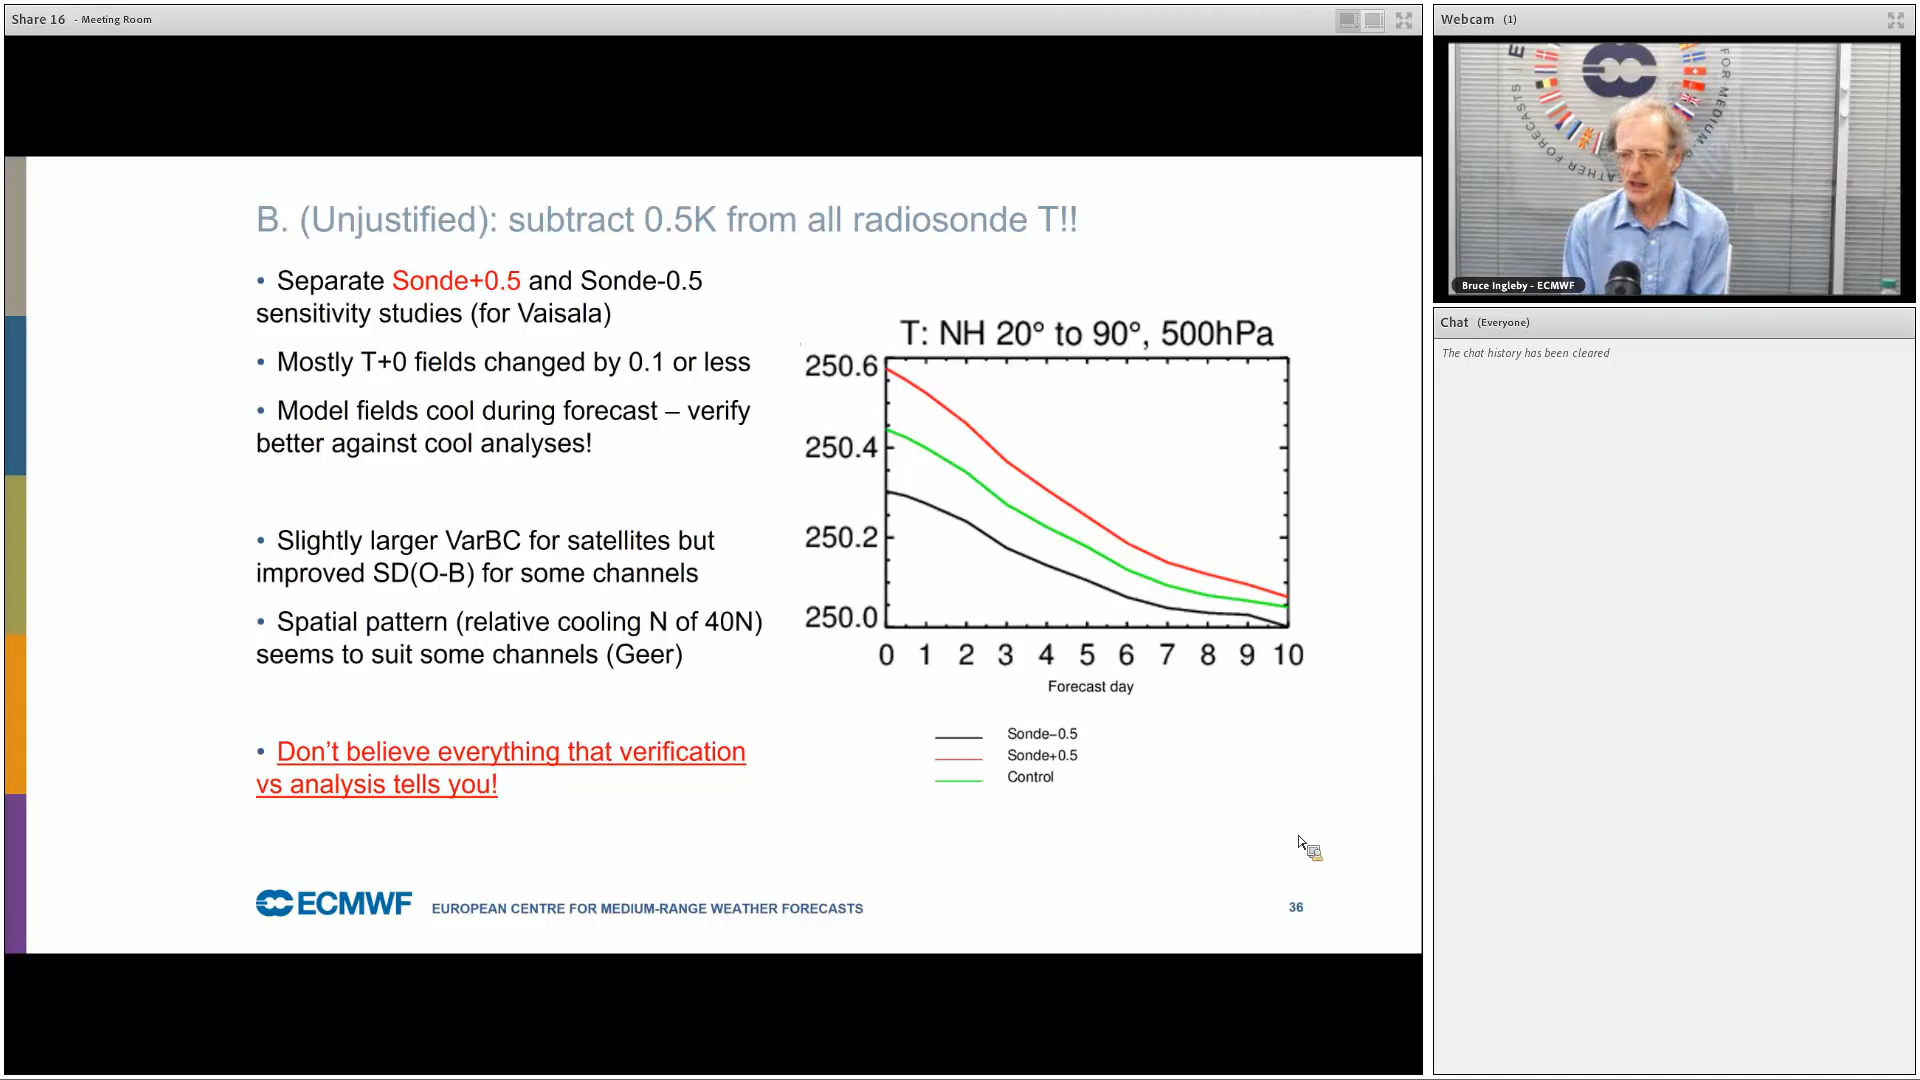 Share 16 - Meeting Room
B. (Unjustified): subtract 0.5K from all radiosonde T!!
• Separate Sonde+0.5 and Sonde-0.5
sensitivity studies (for Vaisala)
• Mostly T+0 fields changed by 0.1 or less
• Model fields cool during forecast – verify
better against cool analyses!
• Slightly larger VarBC for satellites but
improved SD(O-B) for some channels
• Spatial pattern (relative cooling N of 40N)
seems to suit some channels (Geer)
• Don't believe everything that verification
vs analysis tells you!
T: NH 20° to 90°, 500hPa
250.6
250.4
250.2
250.0
0 1 2 3 4 5 6 7 8 9 10
Forecast day
Sonde−0.5
Sonde+0.5
Control
ECMWF EUROPEAN CENTRE FOR MEDIUM-RANGE WEATHER FORECASTS
36
Webcam (1)
FOR MEDIUM-R
EATHER FORECASTS
E
Bruce Ingleby - ECMWF
Chat (Everyone)
The chat history has been cleared